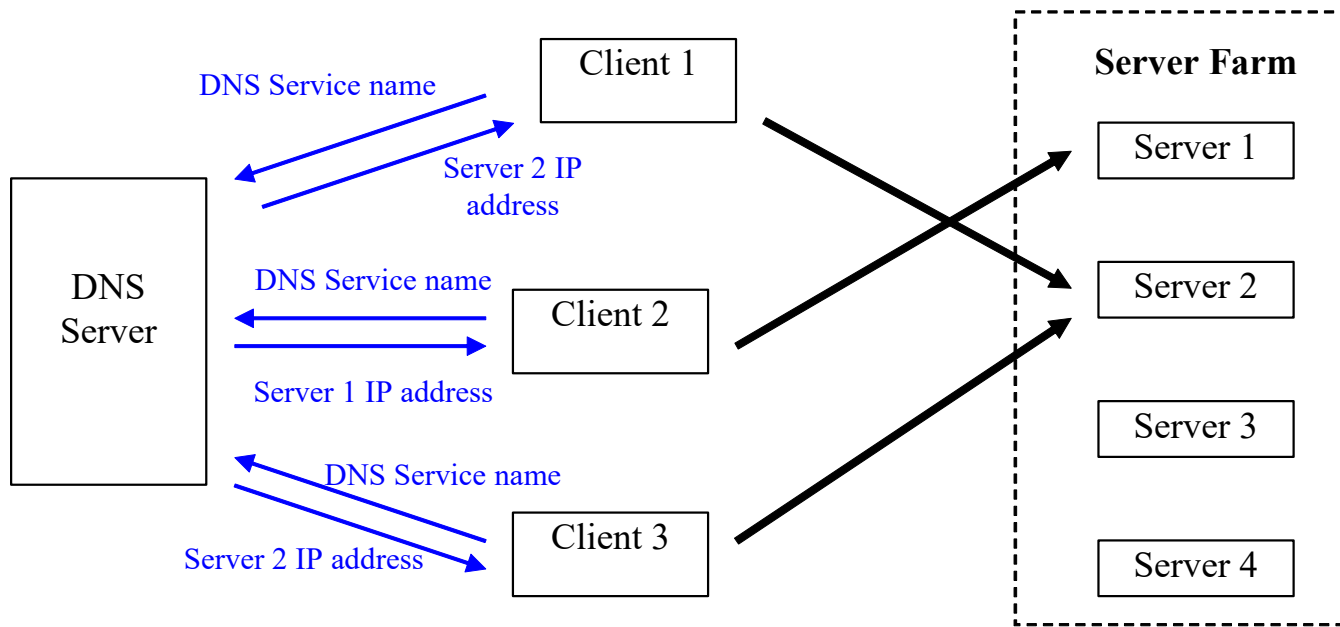 Client 1
Server Farm
DNS Service name
Server 1
Server 2 IP
address
DNS
Server
DNS Service name
Client 2
Server 2
Server 1 IP address
Server 3
DNS Service name
Client 3
Server 2 IP address
Server 4